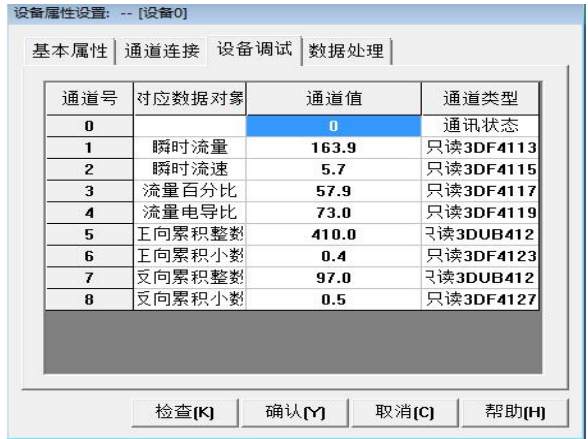 设备属性设置: -- [设备0]
基本属性 通道连接 设备调试 数据处理
通道号 对应数据对象 通道值 通道类型
0 0 通讯状态
1 瞬时流量 163.9 只读3DF4113
2 瞬时流速 5.7 只读3DF4115
3 流量百分比 57.9 只读3DF4117
4 流量电导比 73.0 只读3DF4119
5 正向累积整数 410.0 只读3DUB412
6 正向累积小数 0.4 只读3DF4123
7 反向累积整数 97.0 只读3DUB412
8 反向累积小数 0.5 只读3DF4127
检查(K) 确认(Y) 取消(C) 帮助(H)